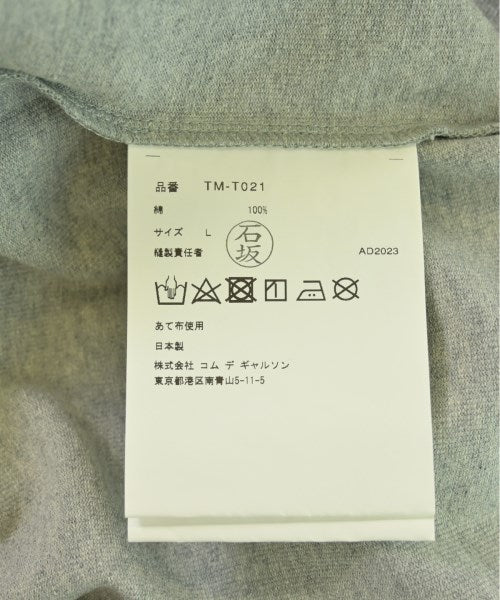 品番 TM-T021
綿 100%
サイズ L
縫製責任者 石坂 AD2023
あて布使用
日本製
株式会社 コム デ ギャルソン
東京都港区南青山5-11-5